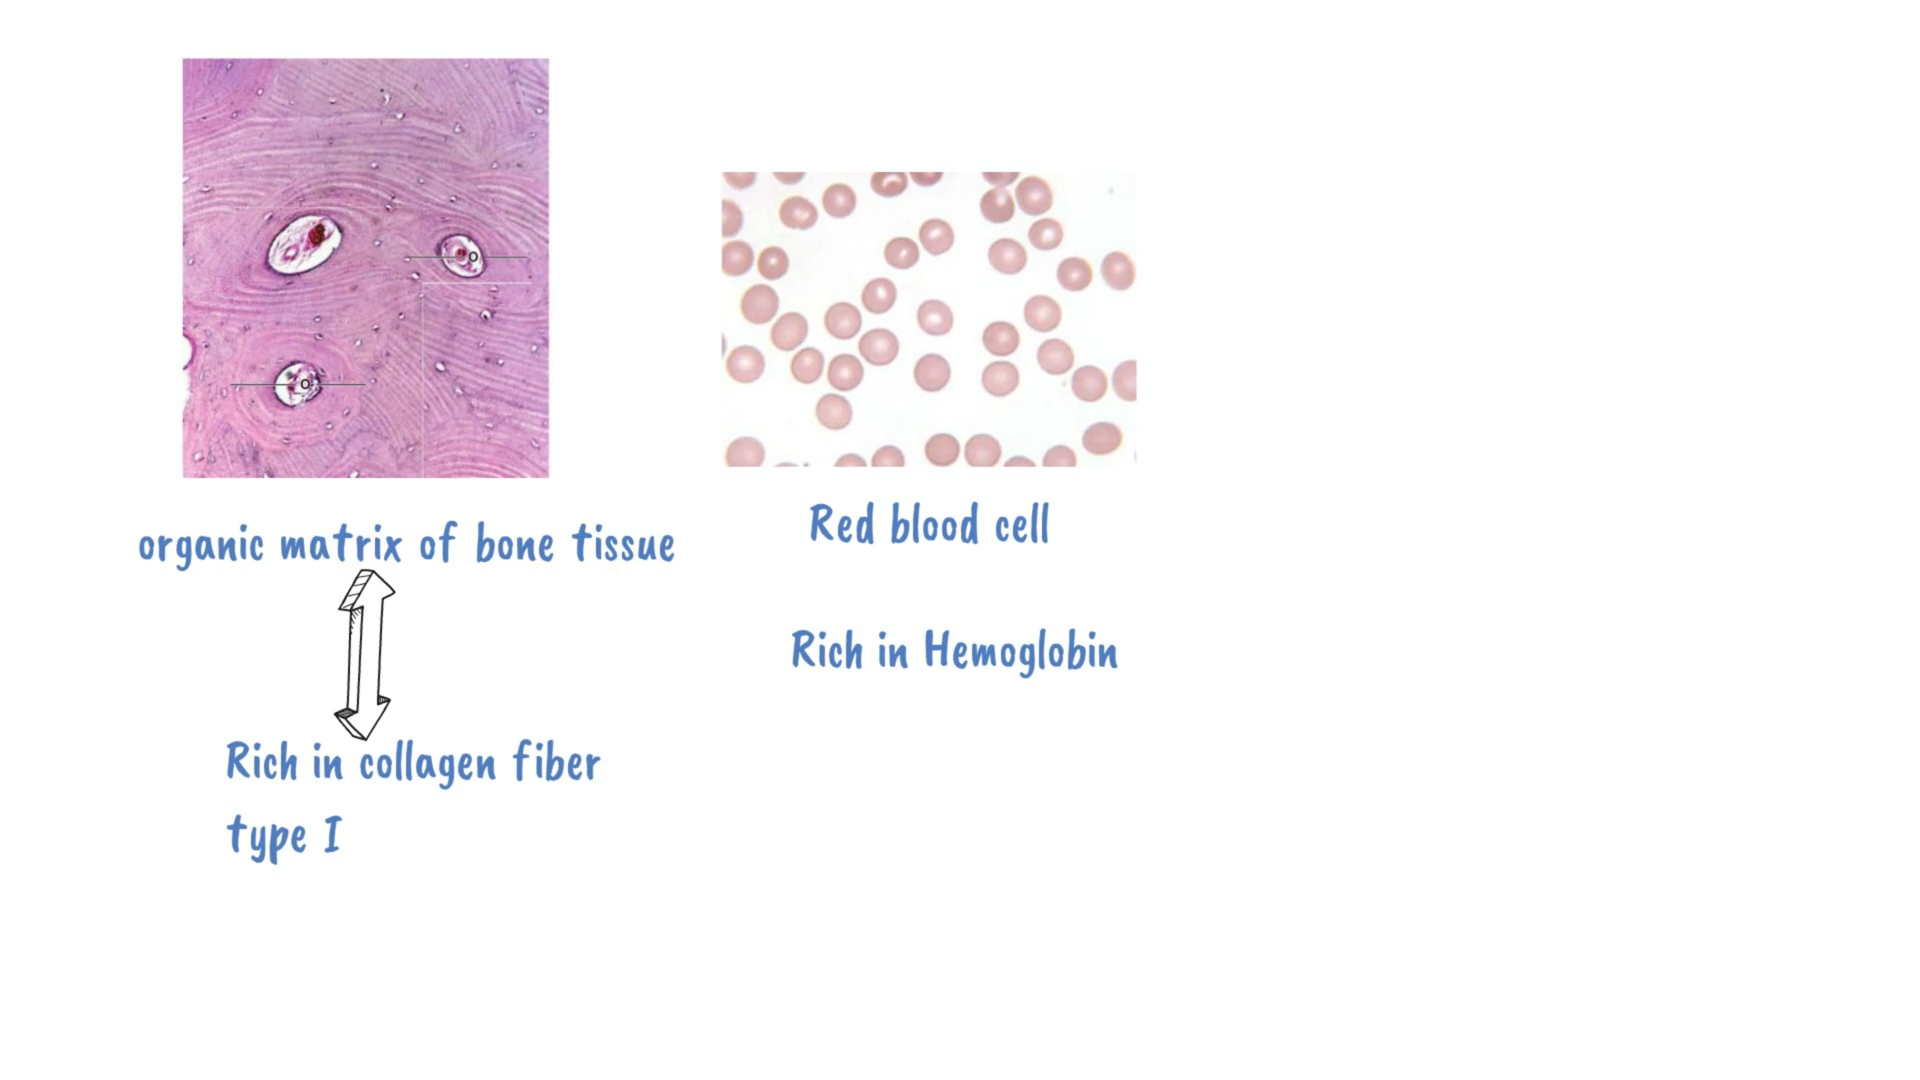 organic matrix of bone tissue
Rich in collagen fiber
type I
Red blood cell
Rich in Hemoglobin